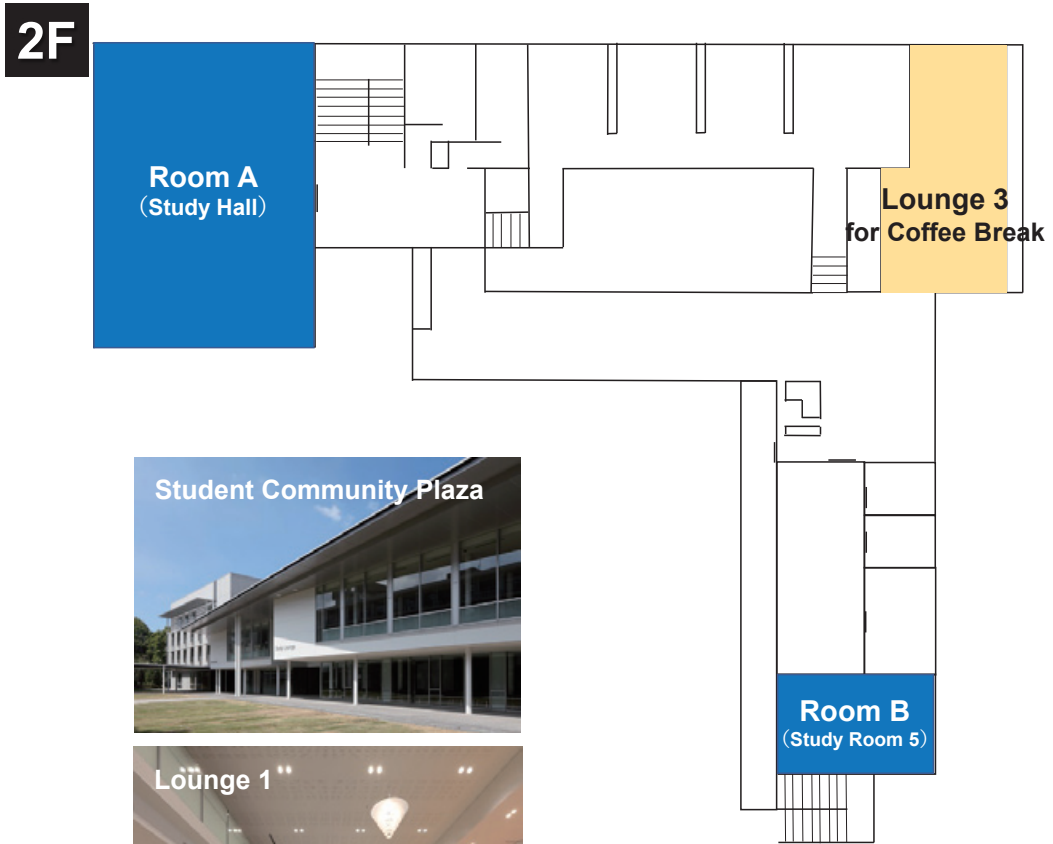 2F
Room A
（Study Hall）
Lounge 3
for Coffee Break
Student Community Plaza
Room B
（Study Room 5）
Lounge 1